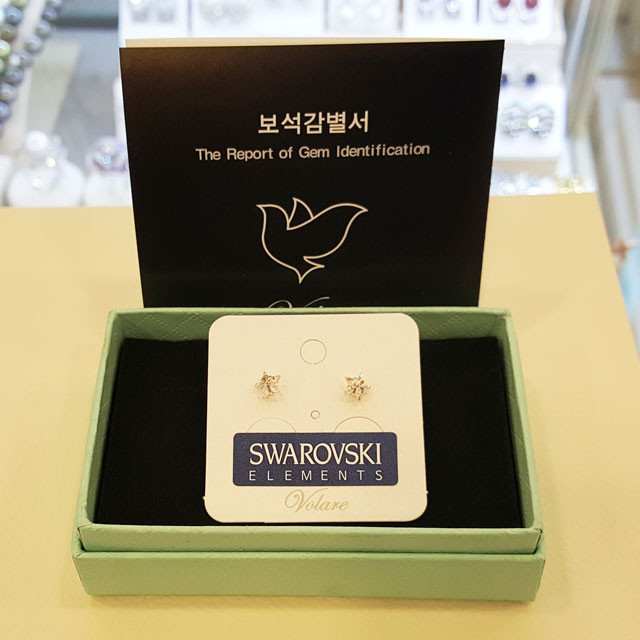 보석감별서
The Report of Gem Identification
SWAROVSKI
ELEMENTS
Volare